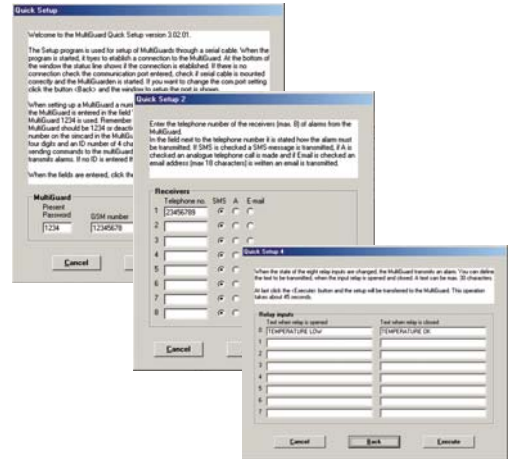 Quick Setup
Welcome to the MultiGuard Quick Setup version 3.02.01.
The Setup program is used for setup of MultiGuards through a serial cable. When the
program is started, it tryes to establish a connection to the MultiGuard. At the bottom of
the window the status line shows if the connection is established. If there is no
connection check the communication port entered, check if serial cable is mounted
correctly and the MultiGuarden is started. If you want to change the com.port setting
click the button <Back> and the window to setup the port is shown.
When setting up a MultiGuard a num
the MultiGuard is entered in the field
MultiGuard 1234 is used. Remember
MultiGuard should be 1234 or deacti
number on the simcard in the MultiG
four digits and an ID number of 4 cha
sending commands to the multiGuard
transmits alarms. If no ID is entered th
When the fields are entered, click the
MultiGuard
Present
Password
GSM number
1234
12345678
Cancel
Quick Setup 2
Enter the telephone number of the receivers (max. 8) of alarms from the
MultiGuard.
In the field next to the telephone number it is stated how the alarm must
be transmitted. If SMS is checked a SMS-message is transmitted, if A is
checked an analogue telephone call is made and if Email is checked an
email address (max 18 characters) is written an email is transmitted.
Receivers
Telephone no. SMS A E-mail
1 23456789
2
3
4
5
6
7
8
Cancel
Quick Setup 4
When the state of the eight relay inputs are changed, the MultiGuard transmits an alarm. You can define
the text to be transmitted, when the input relay is opened and closed. A text can be max. 30 characters.
At last click the <Execute> button and the setup will be transferred to the MultiGuard. This operation
takes about 45 seconds.
Relay inputs
Text when relay is opened Text when relay is closed
0 TEMPERATURE LOW TEMPERATURE OK
1
2
3
4
5
6
7
Cancel Back Execute